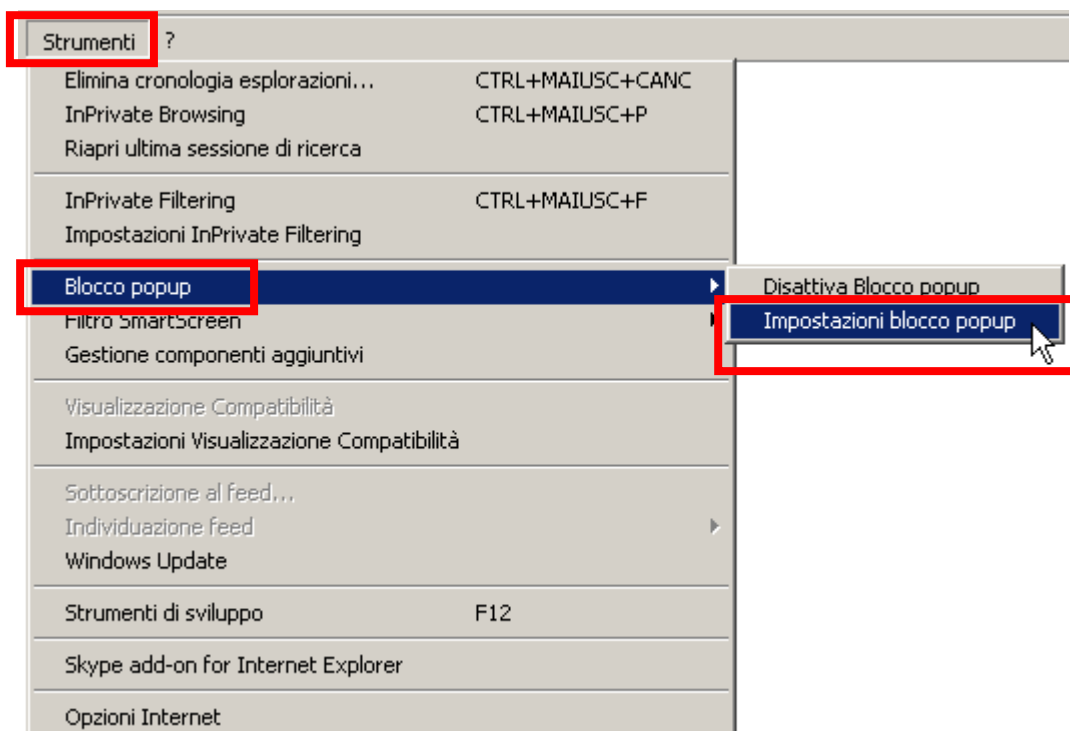 Strumenti ?
Elimina cronologia esplorazioni... CTRL+MAIUSC+CANC
InPrivate Browsing CTRL+MAIUSC+P
Riapri ultima sessione di ricerca
InPrivate Filtering CTRL+MAIUSC+F
Impostazioni InPrivate Filtering
Blocco popup
Disattiva Blocco popup
Filtro SmartScreen
Impostazioni blocco popup
Gestione componenti aggiuntivi
Visualizzazione Compatibilità
Impostazioni Visualizzazione Compatibilità
Sottoscrizione al feed...
Individuazione feed
Windows Update
Strumenti di sviluppo F12
Skype add-on for Internet Explorer
Opzioni Internet